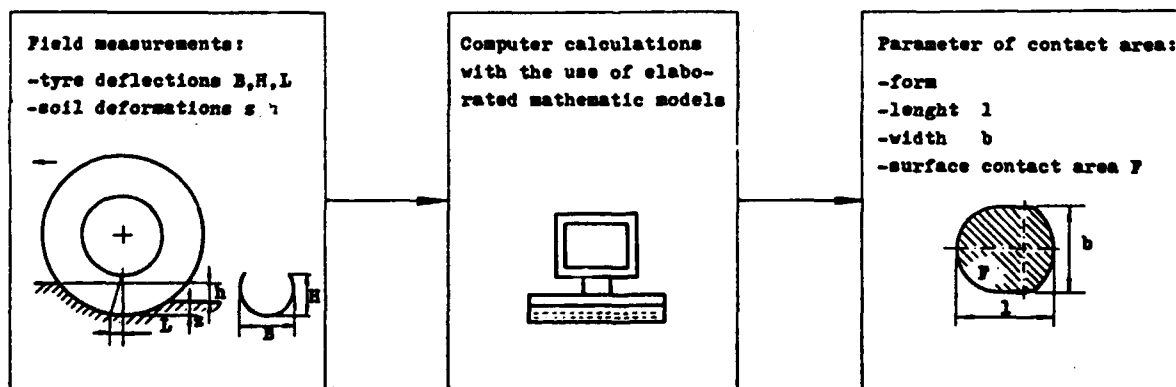 Field measurements:
-tyre deflections B,H,L
-soil deformations s
h
H
L
s
B
Computer calculations
with the use of elabo-
rated mathematic models
Parameter of contact area:
-form
-lenght l
-width b
-surface contact area F
b
F
l